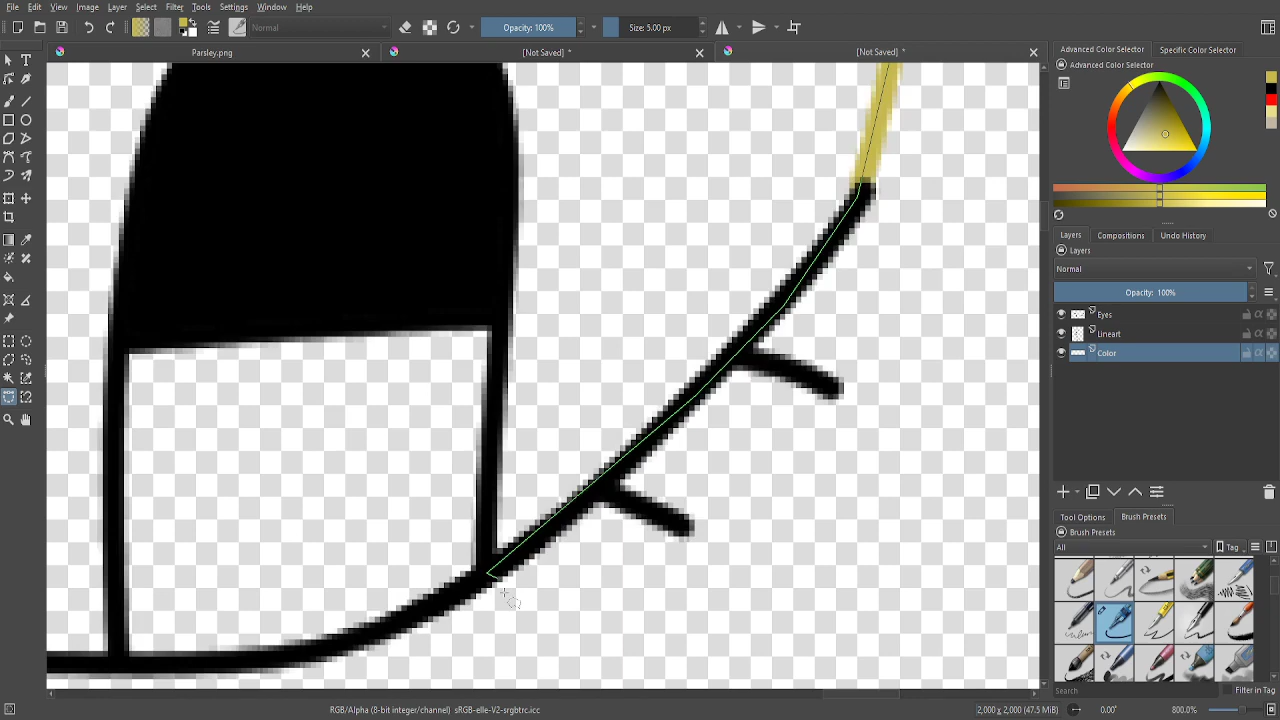 File Edit View Image Layer Select Filter Tools Settings Window Help
Normal Opacity: 100% Size: 5.00 px
Parsley.png [Not Saved] * [Not Saved] *
Advanced Color Selector Specific Color Selector
Advanced Color Selector
Layers Compositions Undo History
Layers
Normal
Opacity: 100%
Eyes
Lineart
Color
Tool Options Brush Presets
Brush Presets
All Tag
Search Filter in Tag
RGB/Alpha (8-bit integer/channel) sRGB-elle-V2-srgbtrc.icc 2,000 x 2,000 (47.5 MiB) 0.00° 800.0%